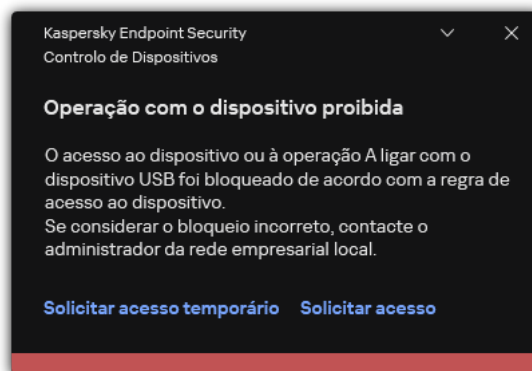 Kaspersky Endpoint Security
Controlo de Dispositivos
Operação com o dispositivo proibida
O acesso ao dispositivo ou à operação A ligar com o
dispositivo USB foi bloqueado de acordo com a regra de
acesso ao dispositivo.
Se considerar o bloqueio incorreto, contacte o
administrador da rede empresarial local.
Solicitar acesso temporário Solicitar acesso